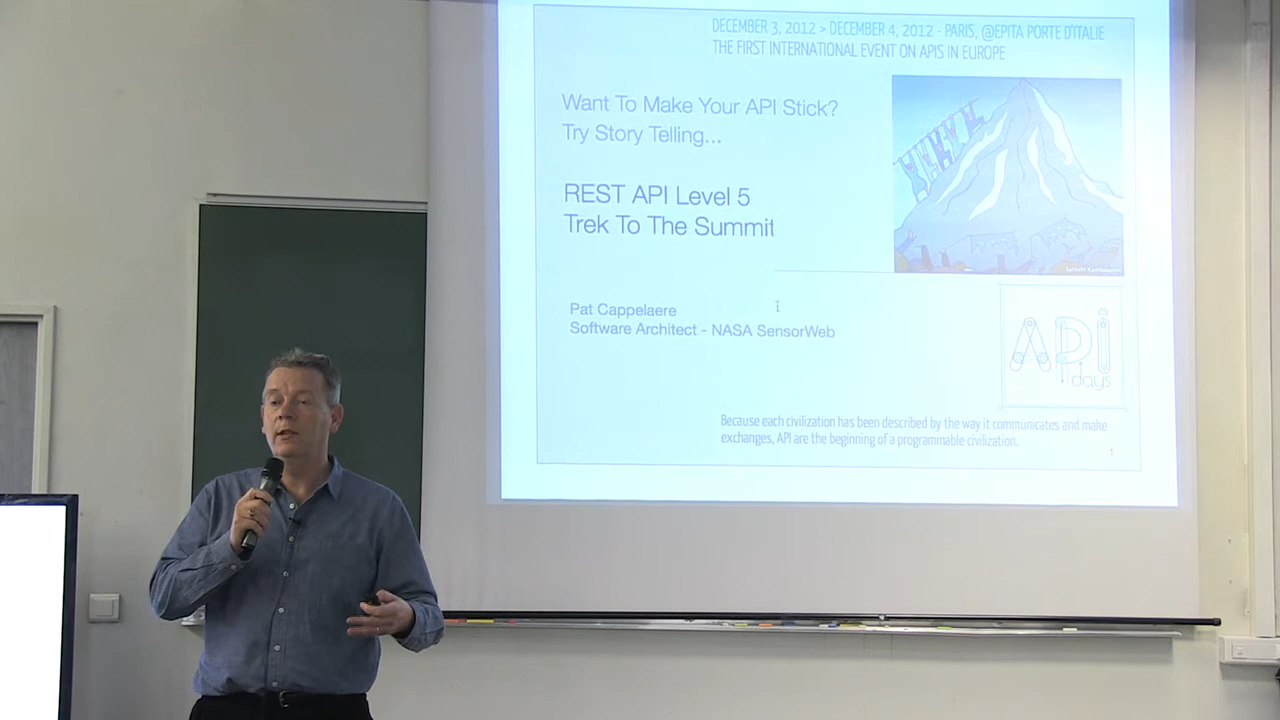 DECEMBER 3, 2012 > DECEMBER 4, 2012 - PARIS, @EPITA PORTE D'ITALIE
THE FIRST INTERNATIONAL EVENT ON APIS IN EUROPE
Want To Make Your API Stick?
Try Story Telling...
REST API Level 5
Trek To The Summit
Pat Cappelaere
Software Architect - NASA SensorWeb
API
days
Because each civilization has been described by the way it communicates and make
exchanges, API are the beginning of a programmable civilization.
1